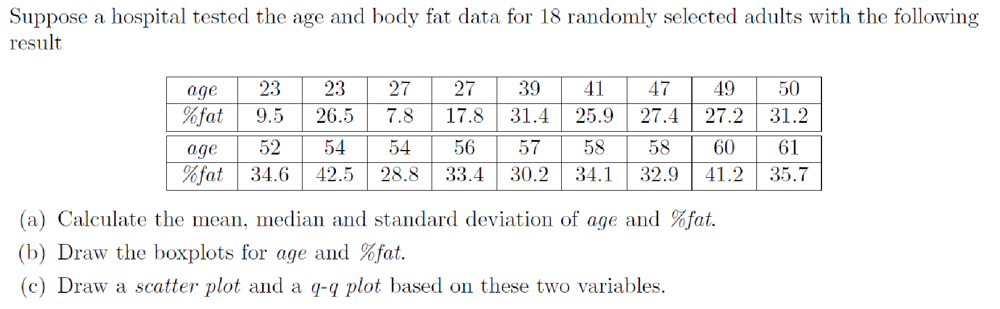 Suppose a hospital tested the age and body fat data for 18 randomly selected adults with the following
result
age 23 23 27 27 39 41 47 49 50
%fat 9.5 26.5 7.8 17.8 31.4 25.9 27.4 27.2 31.2
age 52 54 54 56 57 58 58 60 61
%fat 34.6 42.5 28.8 33.4 30.2 34.1 32.9 41.2 35.7
(a) Calculate the mean, median and standard deviation of age and %fat.
(b) Draw the boxplots for age and %fat.
(c) Draw a scatter plot and a q-q plot based on these two variables.